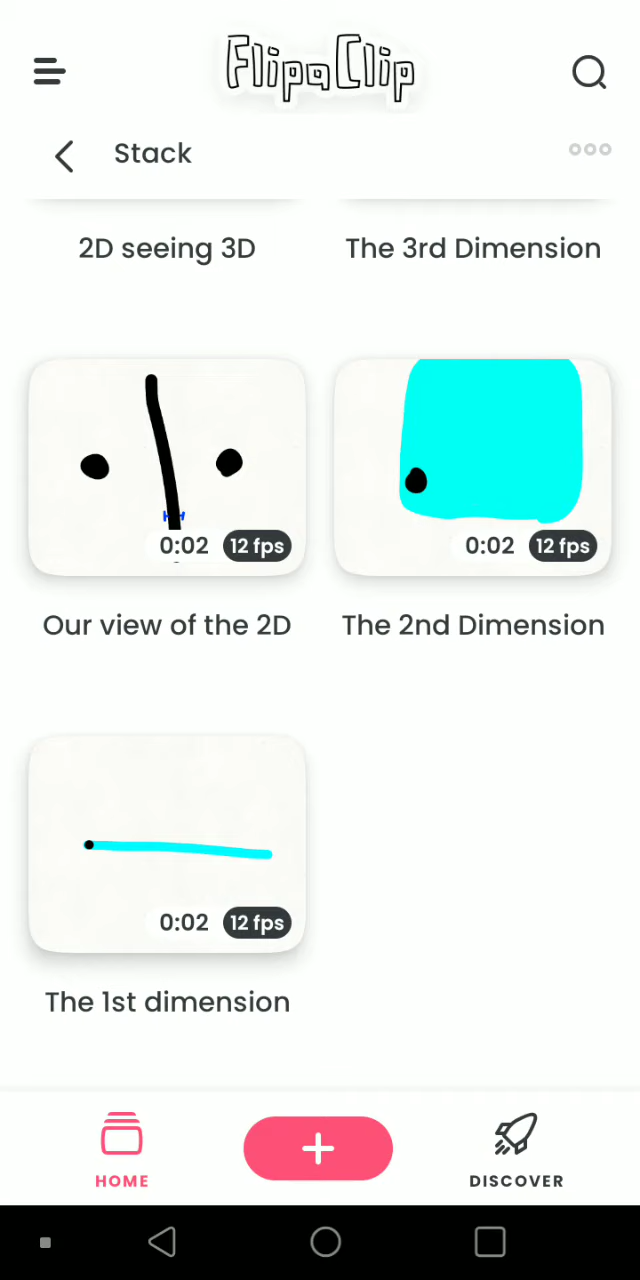 FlipaClip
Stack
2D seeing 3D
The 3rd Dimension
0:02 12 fps
0:02 12 fps
Our view of the 2D
The 2nd Dimension
0:02 12 fps
The 1st dimension
HOME
DISCOVER